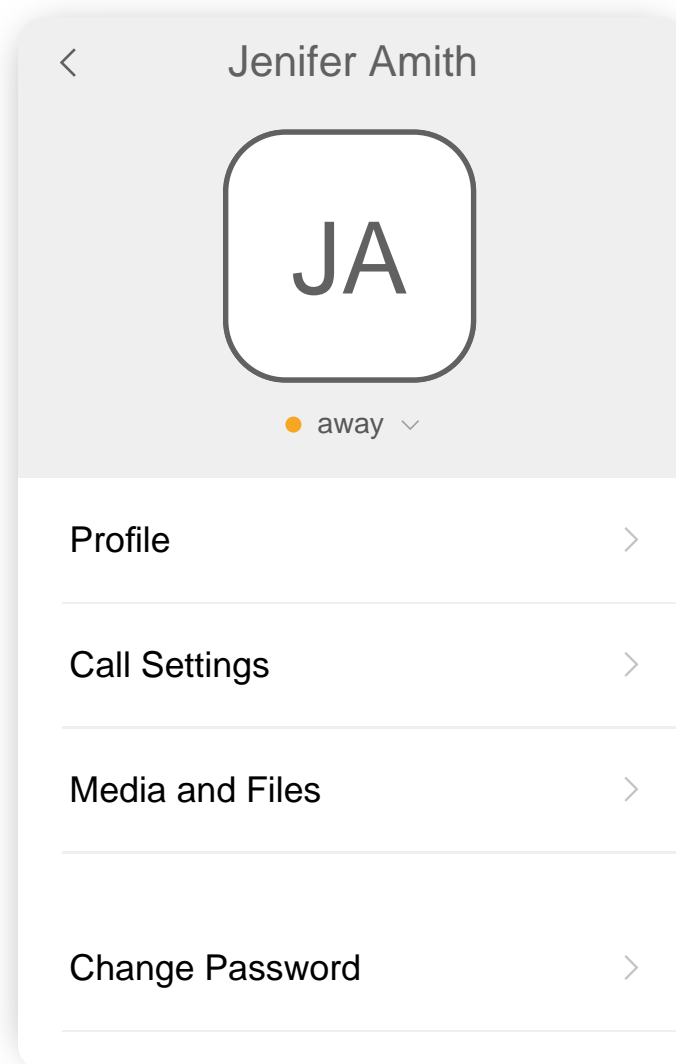 Jenifer Amith
JA
away
Profile
Call Settings
Media and Files
Change Password